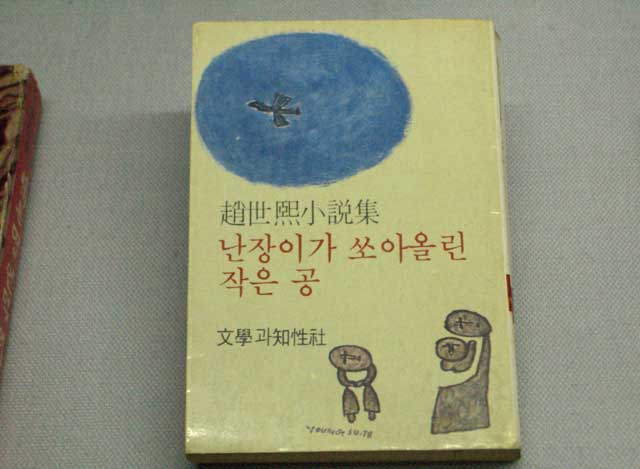 趙世熙小說集
난장이가 쏘아올린
작은 공
文學과知性社